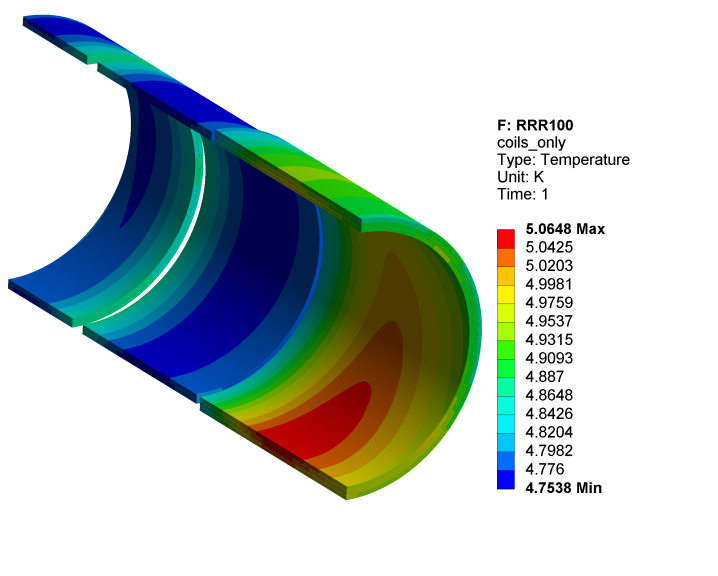 F: RRR100
coils_only
Type: Temperature
Unit: K
Time: 1
5.0648 Max
5.0425
5.0203
4.9981
4.9759
4.9537
4.9315
4.9093
4.887
4.8648
4.8426
4.8204
4.7982
4.776
4.7538 Min